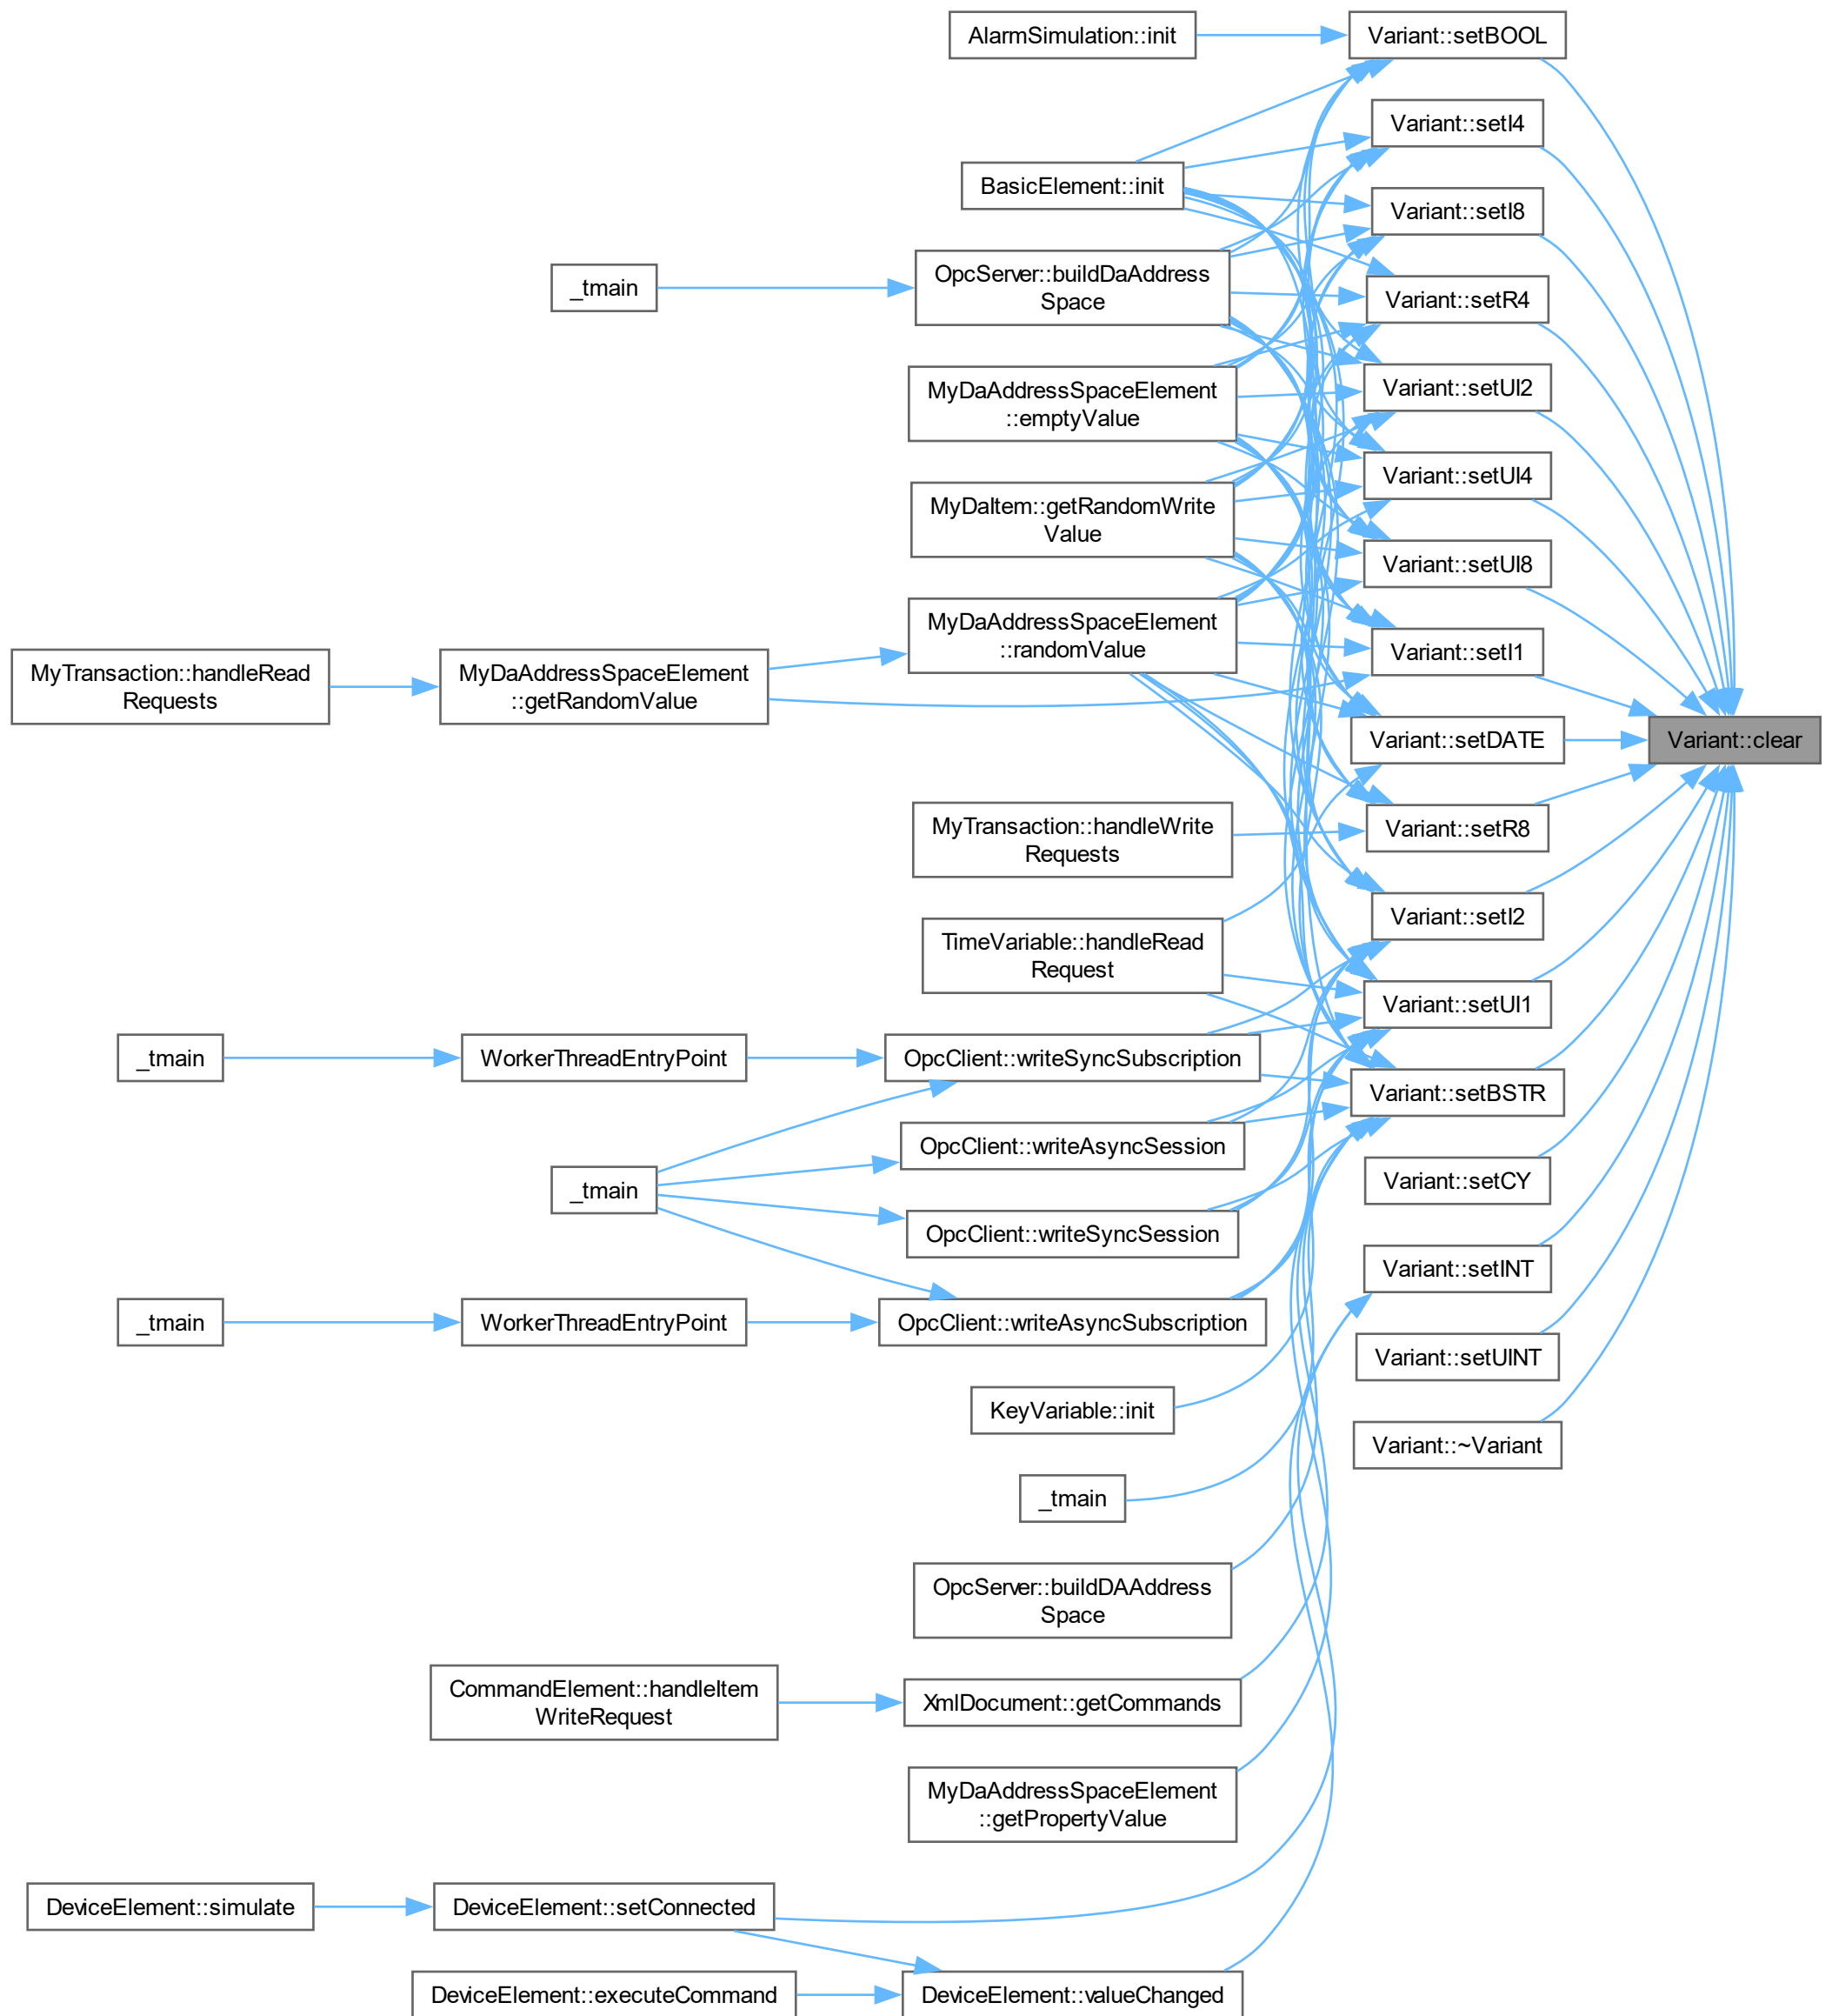 AlarmSimulation::init
Variant::setBOOL
Variant::setI4
BasicElement::init
Variant::setI8
OpcServer::buildDaAddress
Space
_tmain
Variant::setR4
MyDaAddressSpaceElement
::emptyValue
Variant::setUI2
MyDaItem::getRandomWrite
Value
Variant::setUI4
Variant::setUI8
MyDaAddressSpaceElement
::randomValue
Variant::setI1
MyTransaction::handleRead
Requests
MyDaAddressSpaceElement
::getRandomValue
Variant::setDATE
Variant::clear
MyTransaction::handleWrite
Requests
Variant::setR8
Variant::setI2
TimeVariable::handleRead
Request
Variant::setUI1
_tmain
WorkerThreadEntryPoint
OpcClient::writeSyncSubscription
Variant::setBSTR
OpcClient::writeAsyncSession
Variant::setCY
_tmain
OpcClient::writeSyncSession
Variant::setINT
_tmain
WorkerThreadEntryPoint
OpcClient::writeAsyncSubscription
Variant::setUINT
KeyVariable::init
Variant::~Variant
_tmain
OpcServer::buildDAAddress
Space
CommandElement::handleItem
WriteRequest
XmlDocument::getCommands
MyDaAddressSpaceElement
::getPropertyValue
DeviceElement::simulate
DeviceElement::setConnected
DeviceElement::executeCommand
DeviceElement::valueChanged